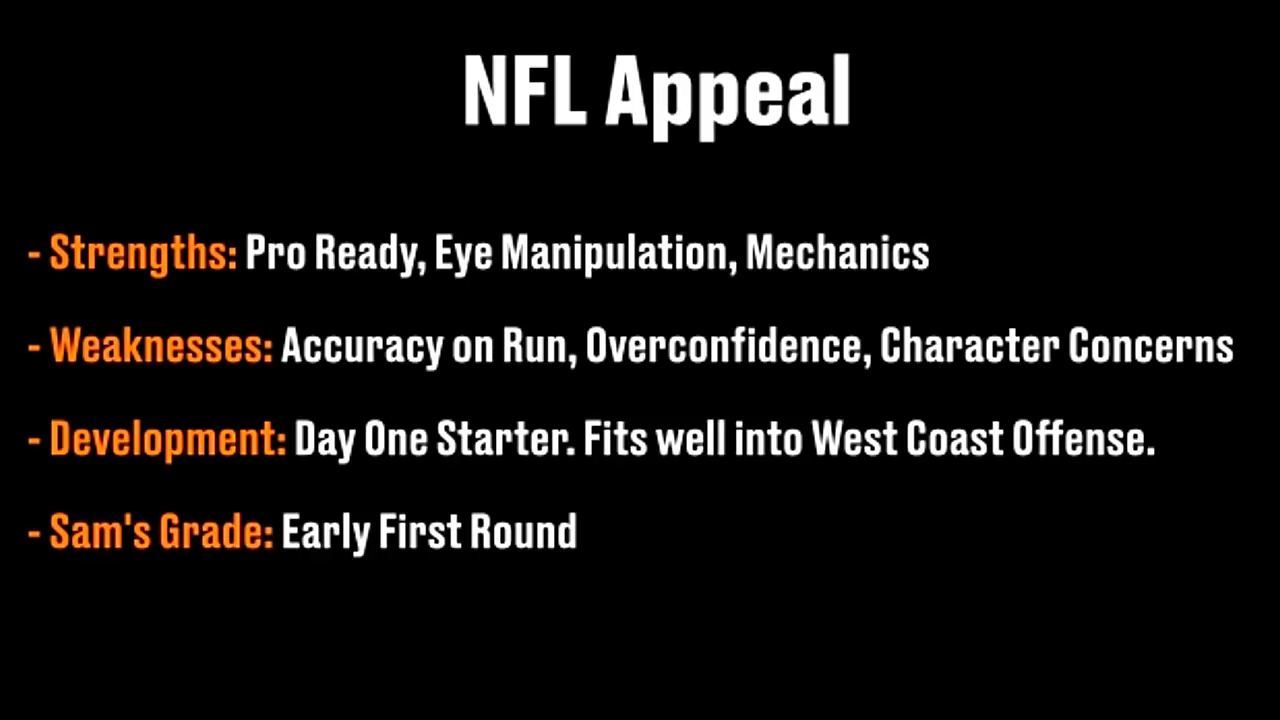 NFL Appeal
- Strengths: Pro Ready, Eye Manipulation, Mechanics
- Weaknesses: Accuracy on Run, Overconfidence, Character Concerns
- Development: Day One Starter. Fits well into West Coast Offense.
- Sam's Grade: Early First Round